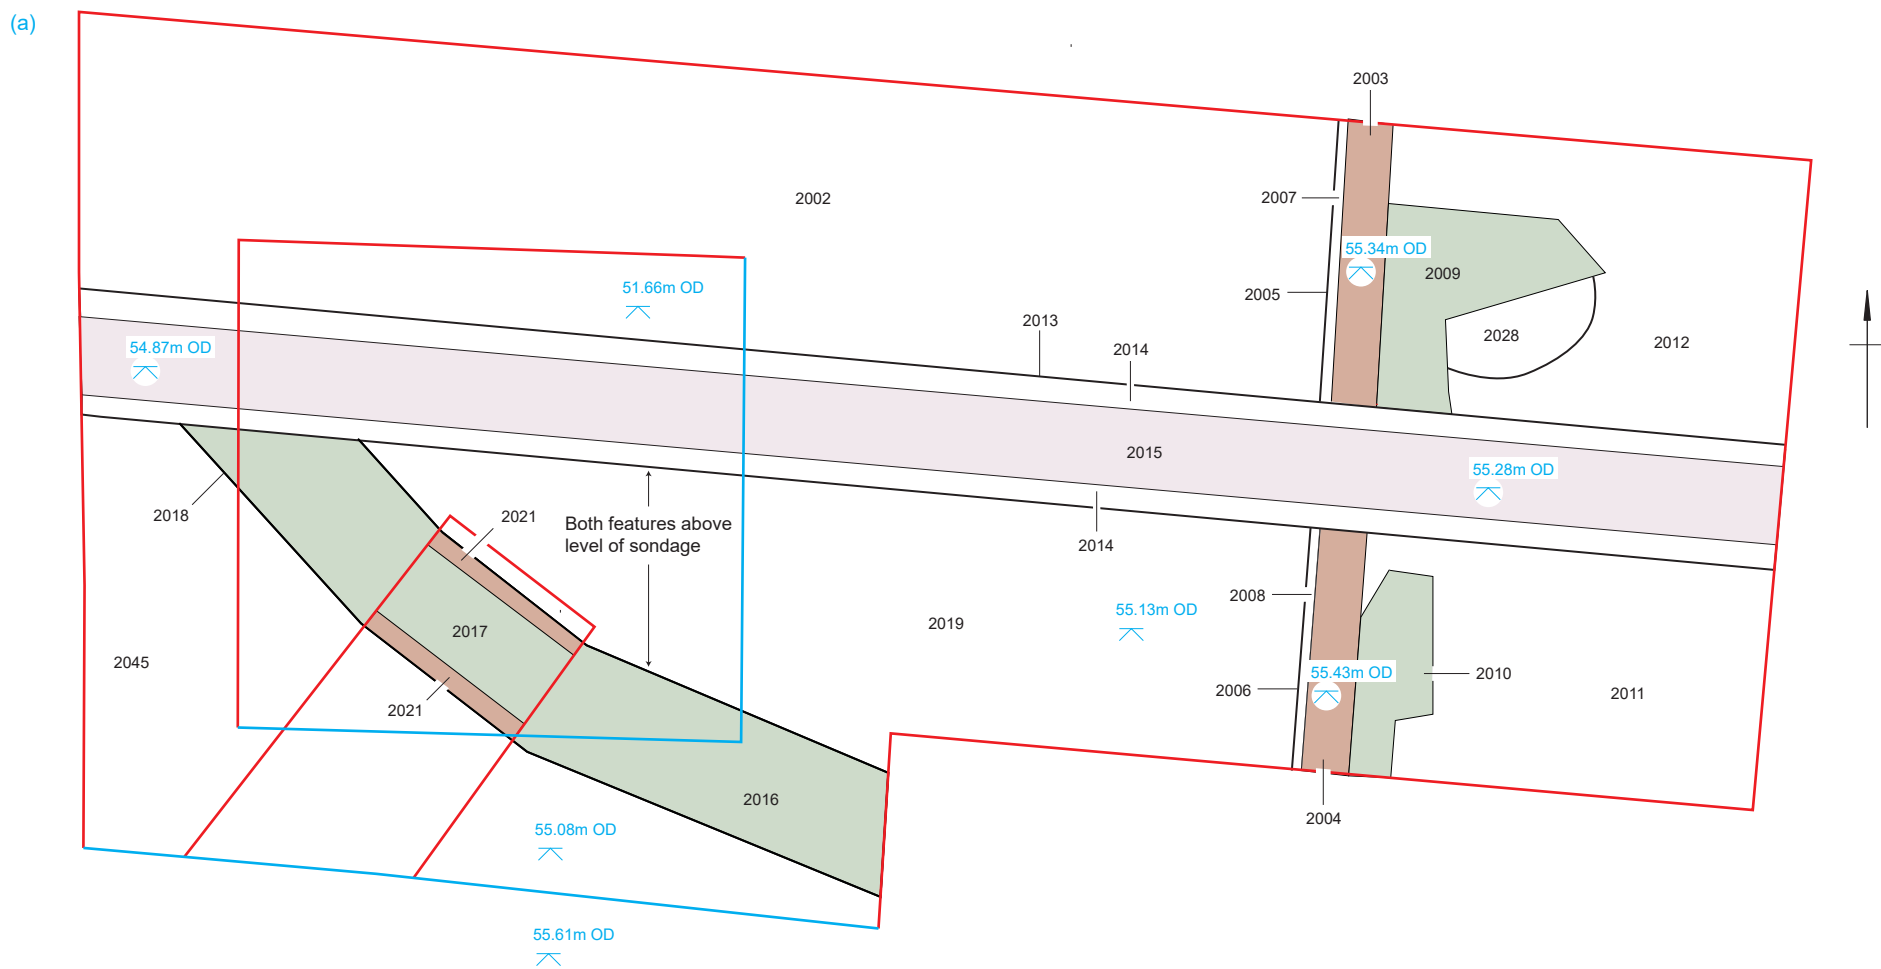 (a)
2003
2002
2007
55.34m OD
2009
51.66m OD
2005
2013
2028
2012
54.87m OD
2014
2015
55.28m OD
2018
2021
Both features above
level of sondage
2014
2008
55.13m OD
2019
2017
2045
55.43m OD
2010
2006
2011
2021
2016
2004
55.08m OD
55.61m OD